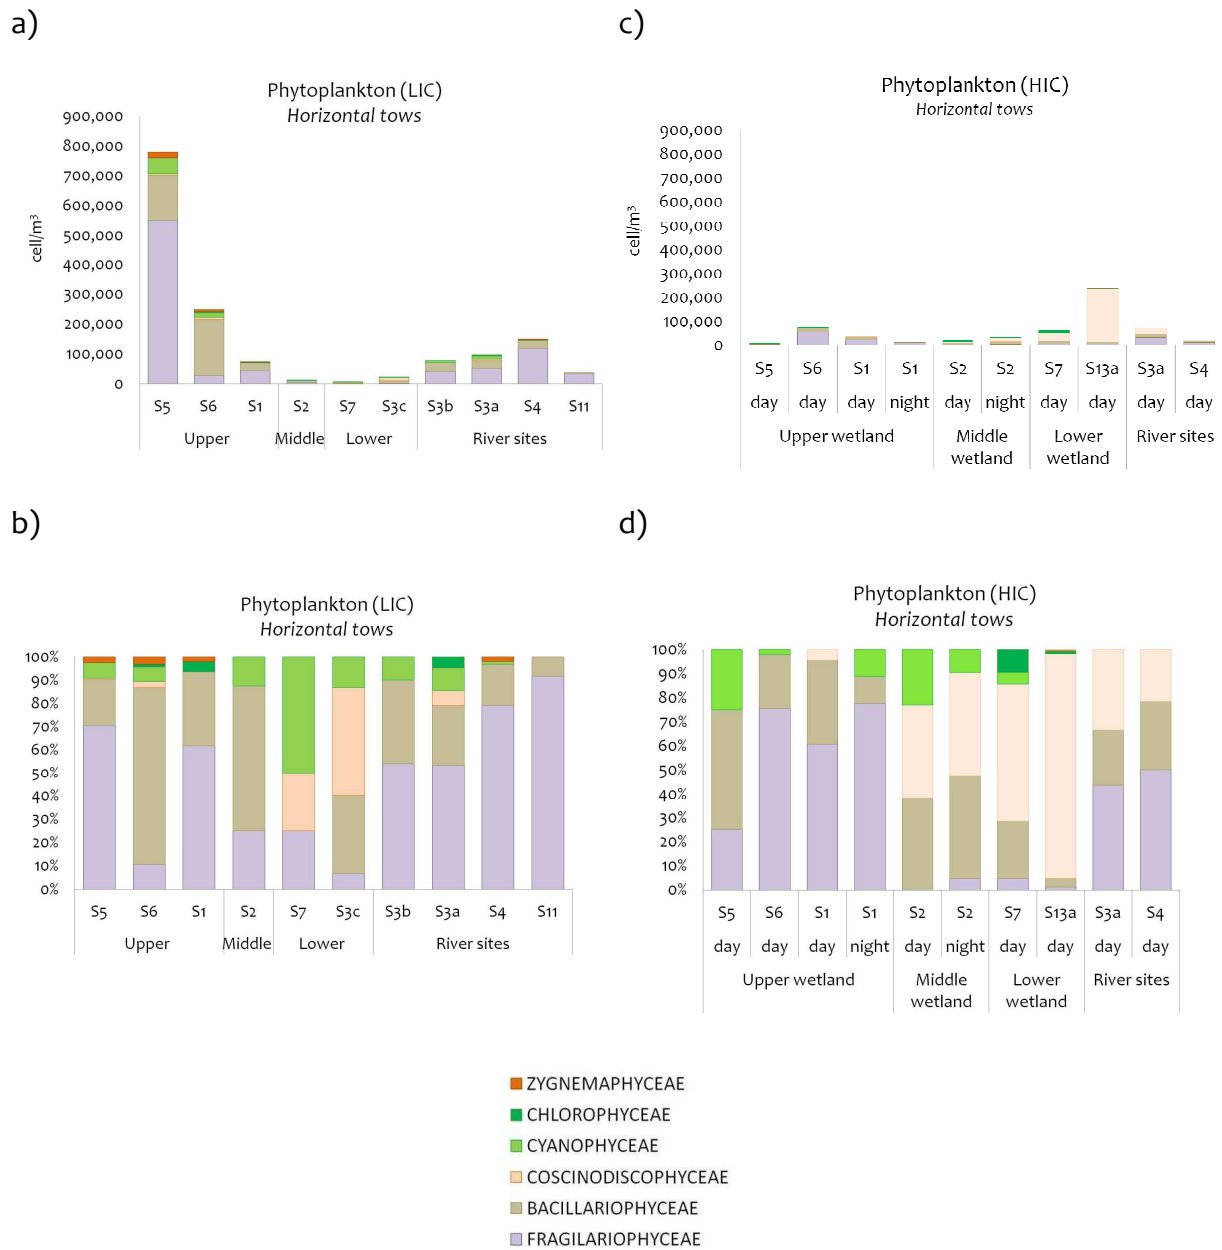 a)
Phytoplankton (LIC)
Horizontal tows
900,000
800,000
700,000
600,000
500,000
400,000
300,000
200,000
100,000
0
cell/m³
S5 S6 S1 S2 S7 S3c S3b S3a S4 S11
Upper Middle Lower River sites
c)
Phytoplankton (HIC)
Horizontal tows
900,000
800,000
700,000
600,000
500,000
400,000
300,000
200,000
100,000
0
cell/m³
S5 S6 S1 S1 S2 S2 S7 S13a S3a S4
day day day night day night day day day day
Upper wetland Middle Lower River sites
wetland wetland
b)
Phytoplankton (LIC)
Horizontal tows
100%
90%
80%
70%
60%
50%
40%
30%
20%
10%
0%
S5 S6 S1 S2 S7 S3c S3b S3a S4 S11
Upper Middle Lower River sites
d)
Phytoplankton (HIC)
Horizontal tows
100%
90%
80%
70%
60%
50%
40%
30%
20%
10%
0%
S5 S6 S1 S1 S2 S2 S7 S13a S3a S4
day day day night day night day day day day
Upper wetland Middle Lower River sites
wetland wetland
ZYGNEMAPHYCEAE
CHLOROPHYCEAE
CYANOPHYCEAE
COSCINODISCOPHYCEAE
BACILLARIOPHYCEAE
FRAGILARIOPHYCEAE